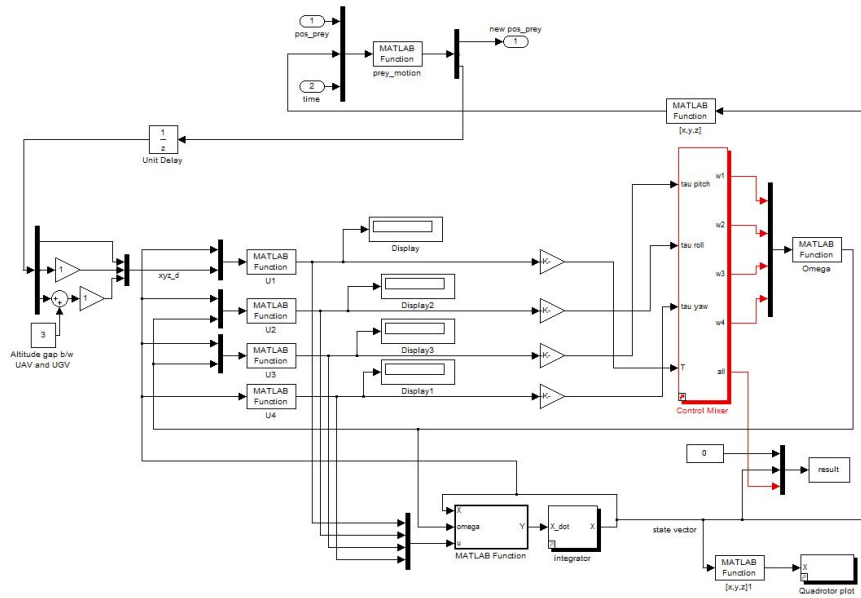 1
pos_prey
2
time
MATLAB
Function
prey_motion
new pos_prey
1
MATLAB
Function
[x,y,z]
1
z
Unit Delay
1
1
3
Altitude gap b/w
UAV and UGV
xyz_d
MATLAB
Function
U1
MATLAB
Function
U2
MATLAB
Function
U3
MATLAB
Function
U4
Display
Display2
Display3
Display1
K-
K-
K-
K-
tau pitch
tau roll
tau yaw
T
w1
w2
w3
w4
all
Control Mixer
MATLAB
Function
Omega
0
result
X
omega
u
Y
MATLAB Function
X_dot
X
integrator
state vector
MATLAB
Function
[x,y,z]1
X
Quadrotor plot